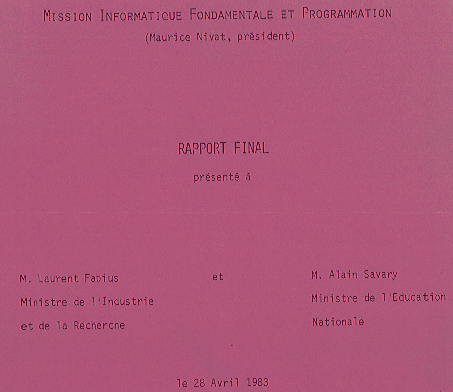 MISSION INFORMATIQUE FONDAMENTALE ET PROGRAMMATION
(Maurice Nivat, président)
RAPPORT FINAL
présenté à
M. Laurent Fabius et M. Alain Savary
Ministre de l'Industrie Ministre de l'Education
et de la Recherche Nationale
le 28 Avril 1983